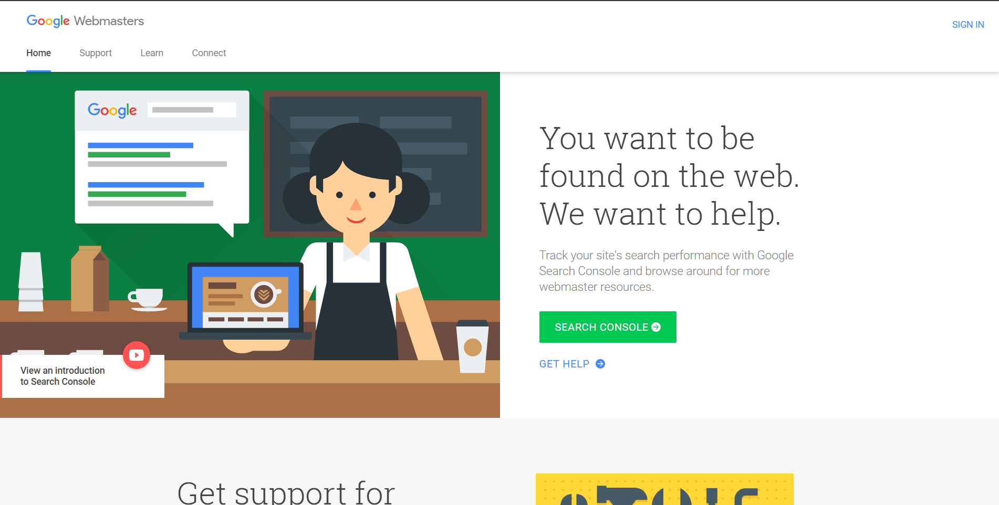 Google Webmasters
SIGN IN
Home Support Learn Connect
Google
You want to be
found on the web.
We want to help.
Track your site's search performance with Google
Search Console and browse around for more
webmaster resources.
SEARCH CONSOLE
GET HELP
View an introduction
to Search Console
Get support for